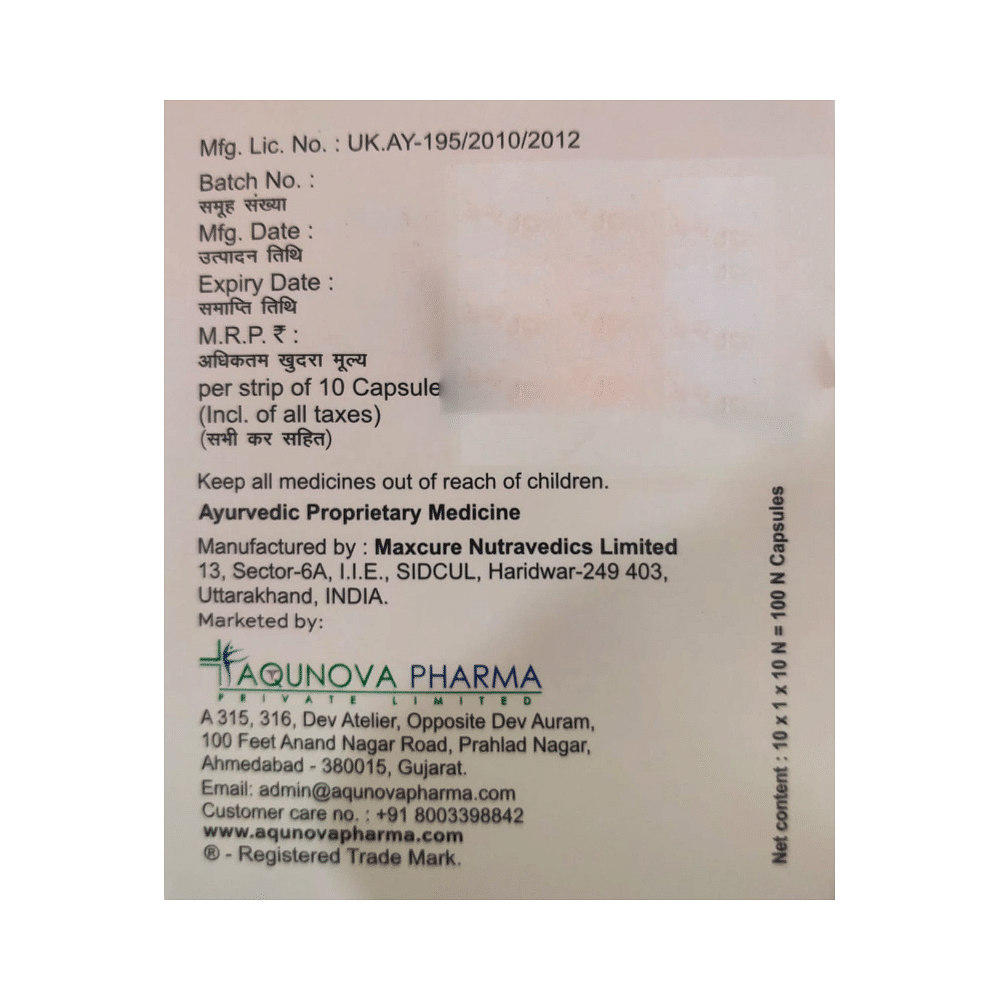 Mfg. Lic. No. : UK.AY-195/2010/2012
Batch No. :
समूह संख्या
Mfg. Date :
उत्पादन तिथि
Expiry Date :
समाप्ति तिथि
M.R.P. ₹ :
अधिकतम खुदरा मूल्य
per strip of 10 Capsule
(Incl. of all taxes)
(सभी कर सहित)
Keep all medicines out of reach of children.
Ayurvedic Proprietary Medicine
Manufactured by : Maxcure Nutravedics Limited
13, Sector-6A, I.I.E., SIDCUL, Haridwar-249 403,
Uttarakhand, INDIA.
Marketed by:
AQUNOVA PHARMA
PRIVATE LIMITED
A 315, 316, Dev Atelier, Opposite Dev Auram,
100 Feet Anand Nagar Road, Prahlad Nagar,
Ahmedabad - 380015, Gujarat.
Email: admin@aqunovapharma.com
Customer care no. : +91 8003398842
www.aqunovapharma.com
® - Registered Trade Mark.
Net content : 10 x 1 x 10 N = 100 N Capsules